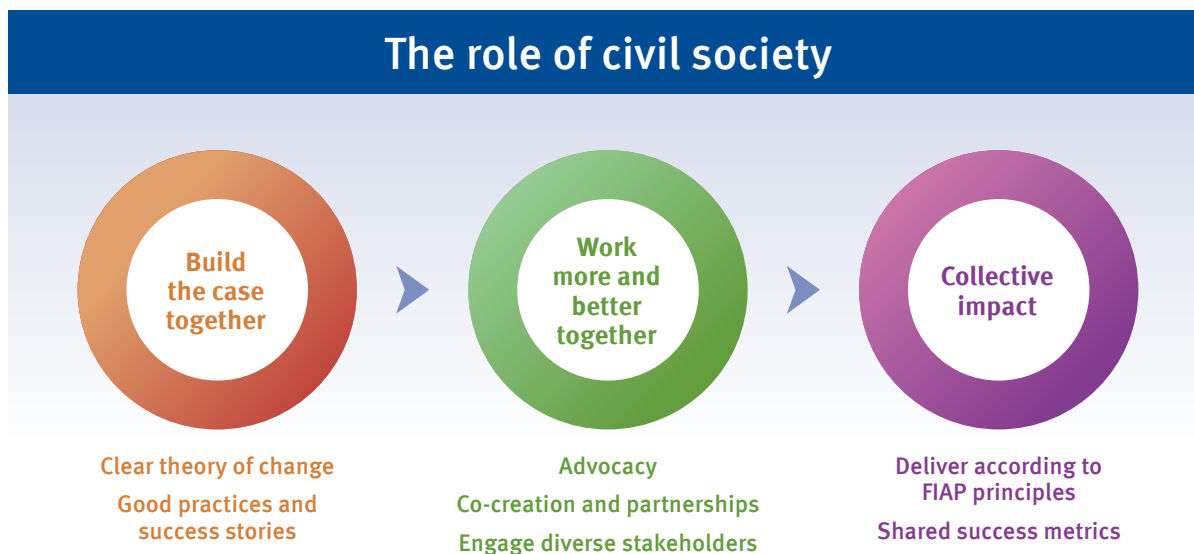 The role of civil society
Build
the case
together
Work
more and
better
together
Collective
impact
Clear theory of change
Good practices and
success stories
Advocacy
Co-creation and partnerships
Engage diverse stakeholders
Deliver according to
FIAP principles
Shared success metrics